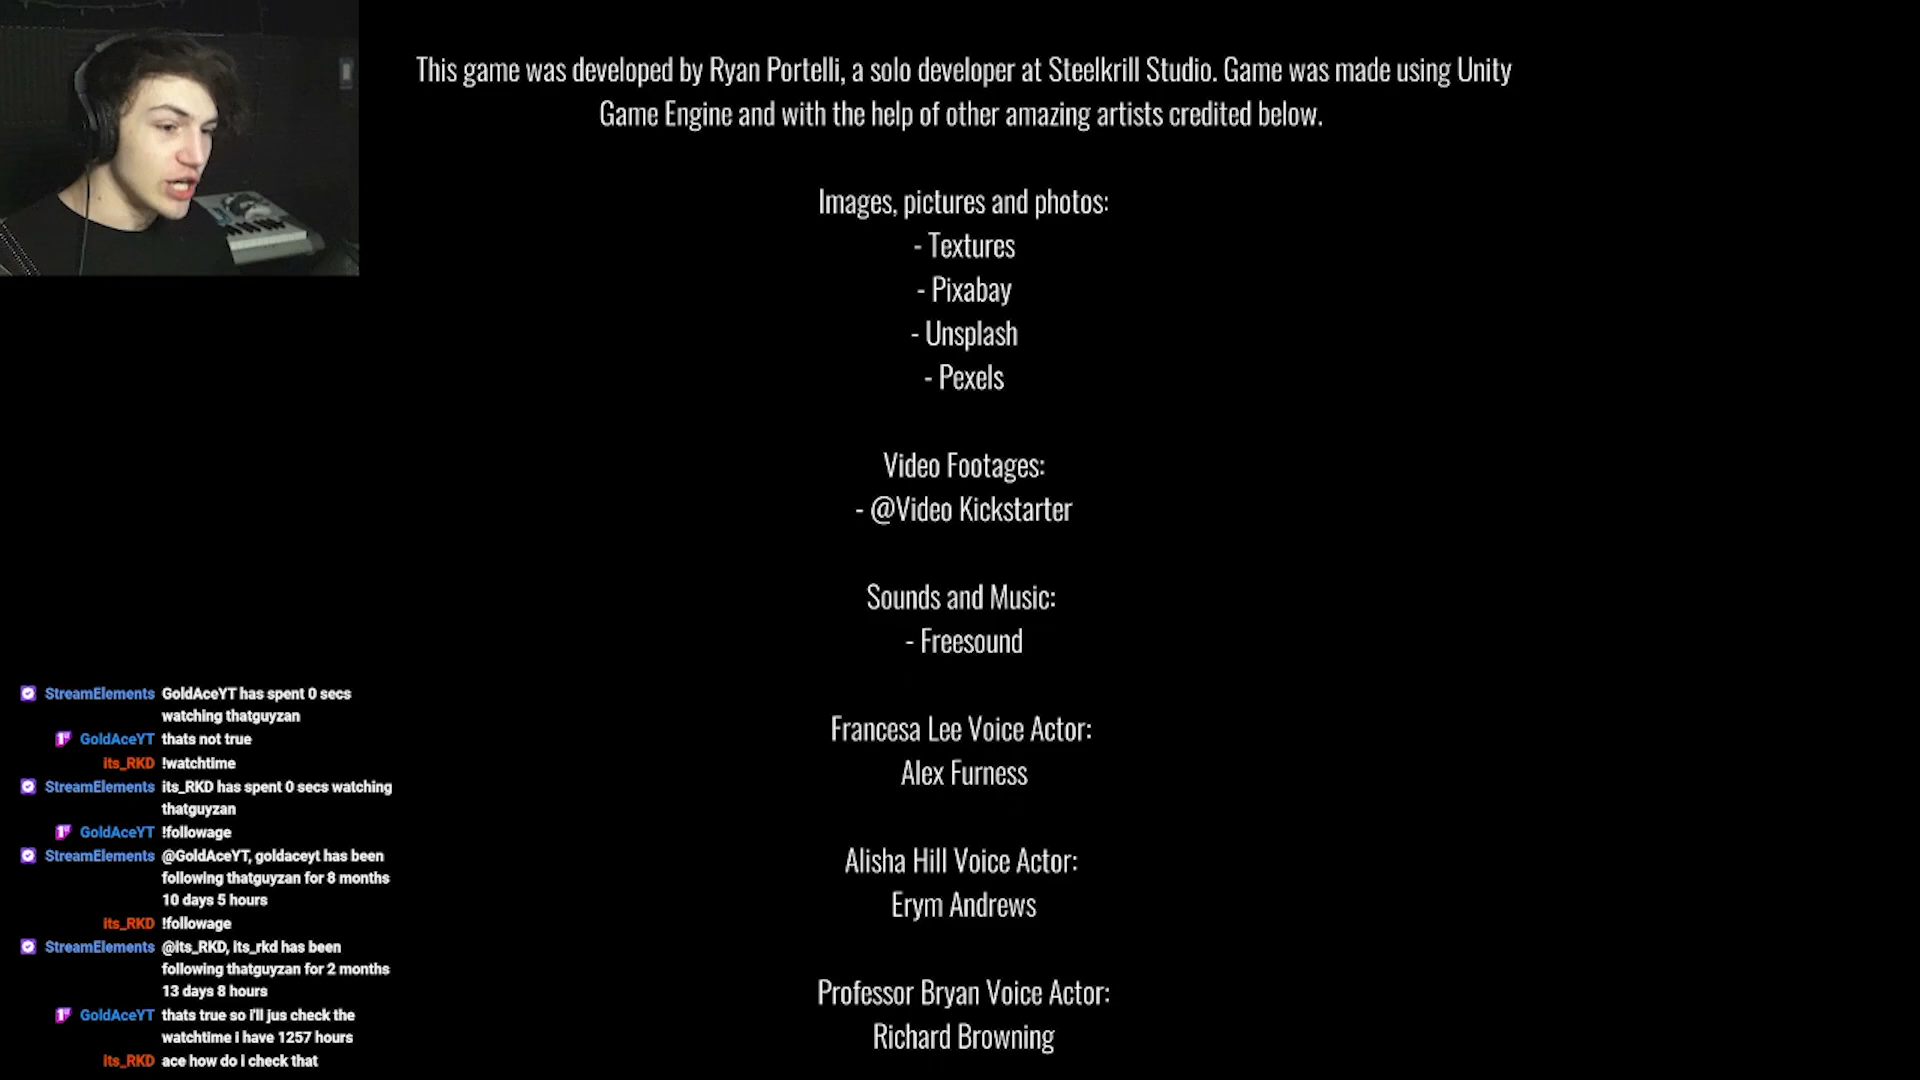 This game was developed by Ryan Portelli, a solo developer at Steelkrill Studio. Game was made using Unity
Game Engine and with the help of other amazing artists credited below.
Images, pictures and photos:
- Textures
- Pixabay
- Unsplash
- Pexels
Video Footages:
- @Video Kickstarter
Sounds and Music:
- Freesound
Francesa Lee Voice Actor:
Alex Furness
Alisha Hill Voice Actor:
Erym Andrews
Professor Bryan Voice Actor:
Richard Browning
StreamElements GoldAceYT has spent 0 secs
watching thatguyzan
GoldAceYT thats not true
its_RKD !watchtime
StreamElements its_RKD has spent 0 secs watching
thatguyzan
GoldAceYT !followage
StreamElements @GoldAceYT, goldaceyt has been
following thatguyzan for 8 months
10 days 5 hours
its_RKD !followage
StreamElements @its_RKD, its_rkd has been
following thatguyzan for 2 months
13 days 8 hours
GoldAceYT thats true so i'll jus check the
watchtime i have 1257 hours
its_RKD ace how do i check that